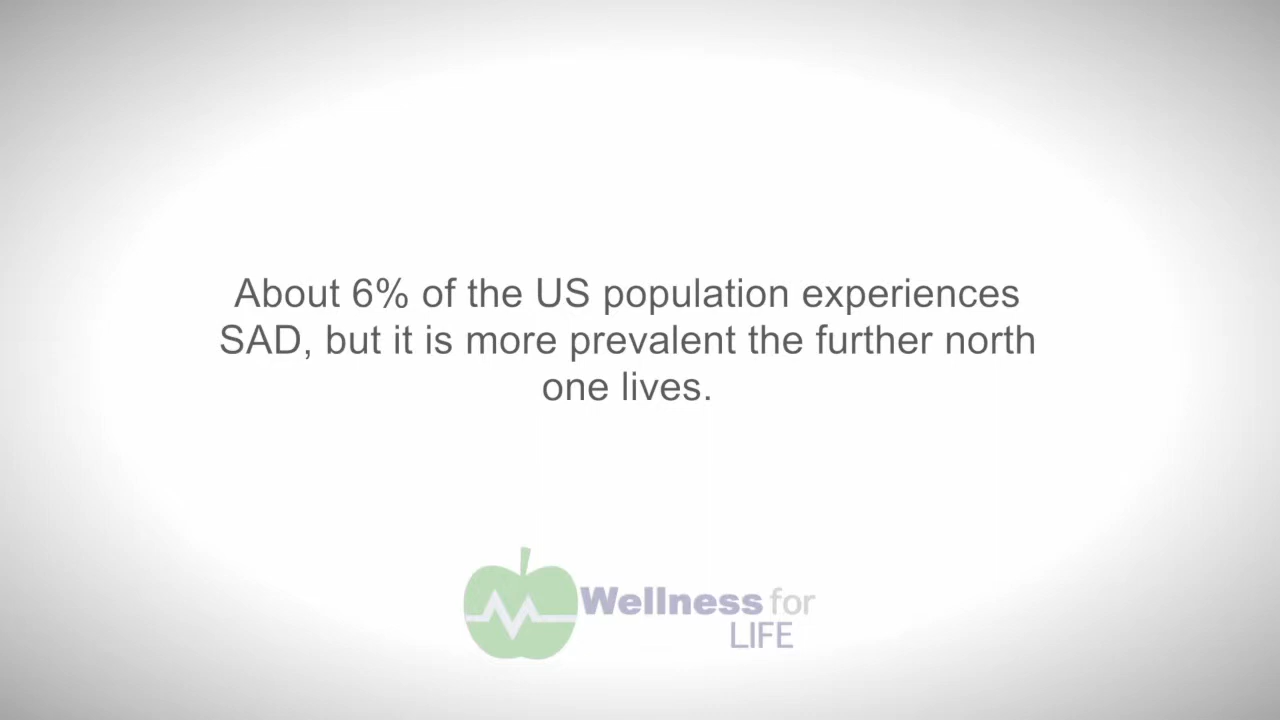 About 6% of the US population experiences
SAD, but it is more prevalent the further north
one lives.
Wellness for
LIFE